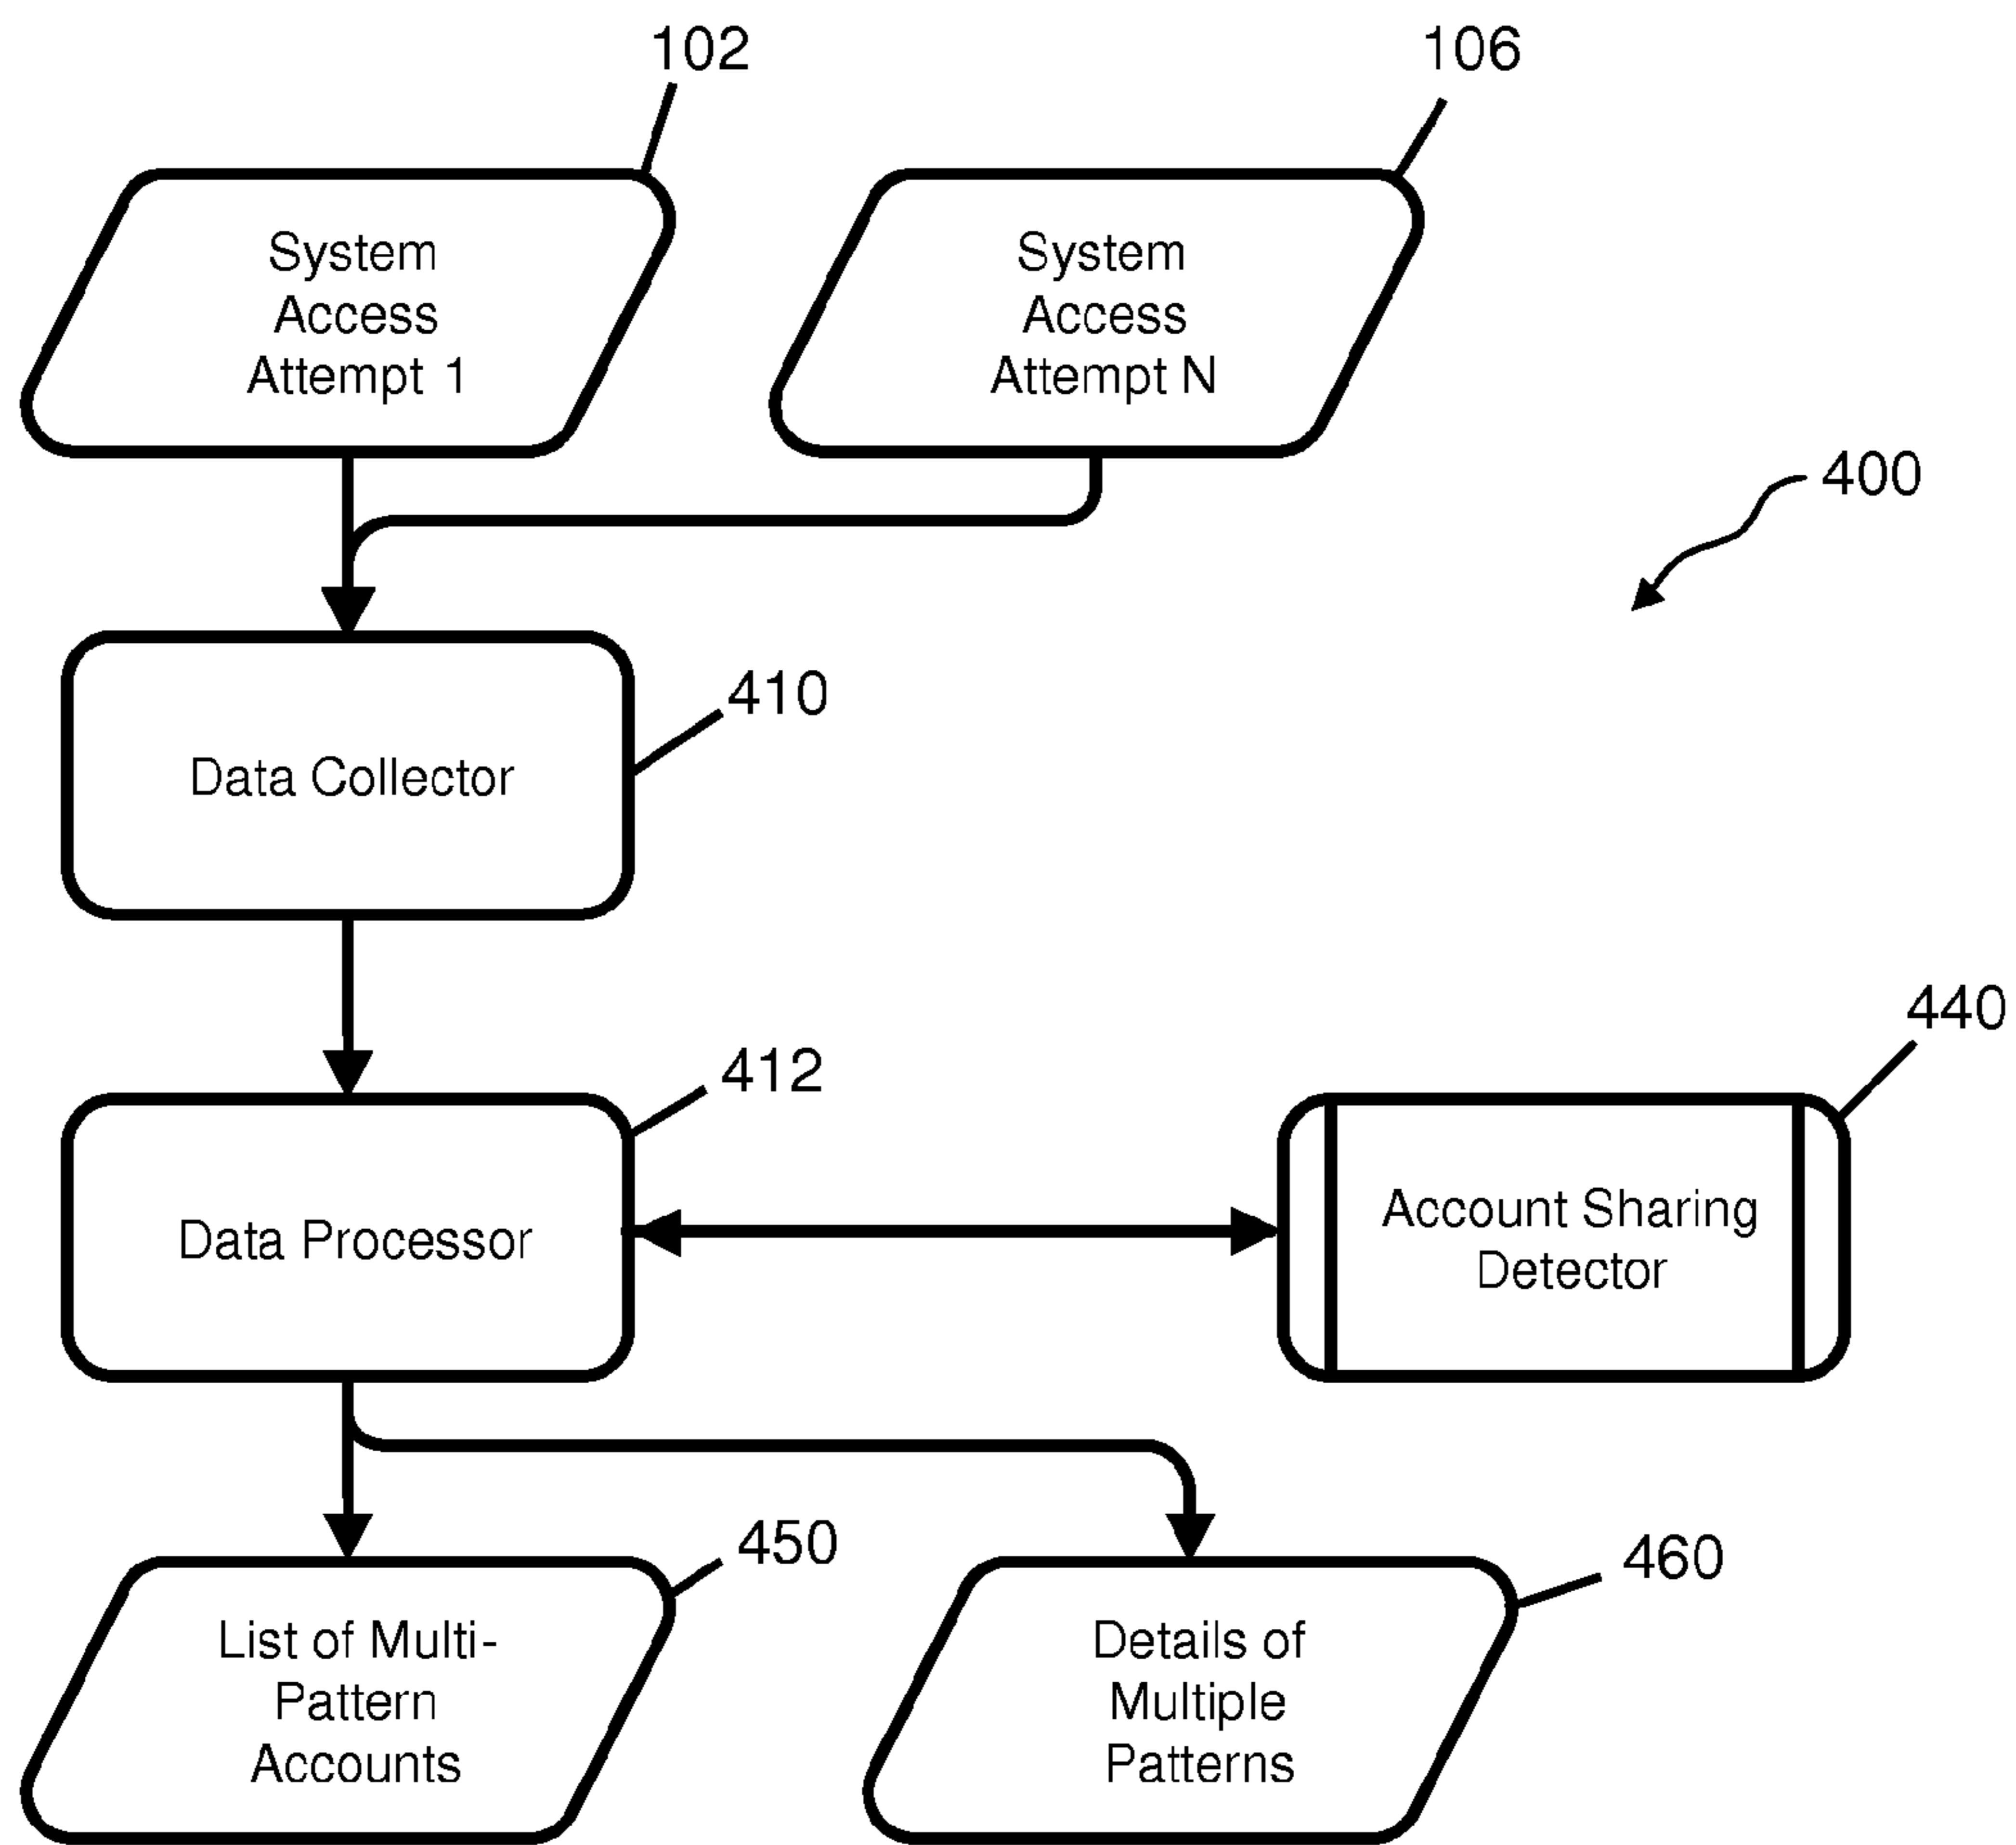 102
106
System
Access
Attempt 1
System
Access
Attempt N
400
410
Data Collector
440
412
Data Processor
Account Sharing
Detector
450
460
List of Multi-
Pattern
Accounts
Details of
Multiple
Patterns